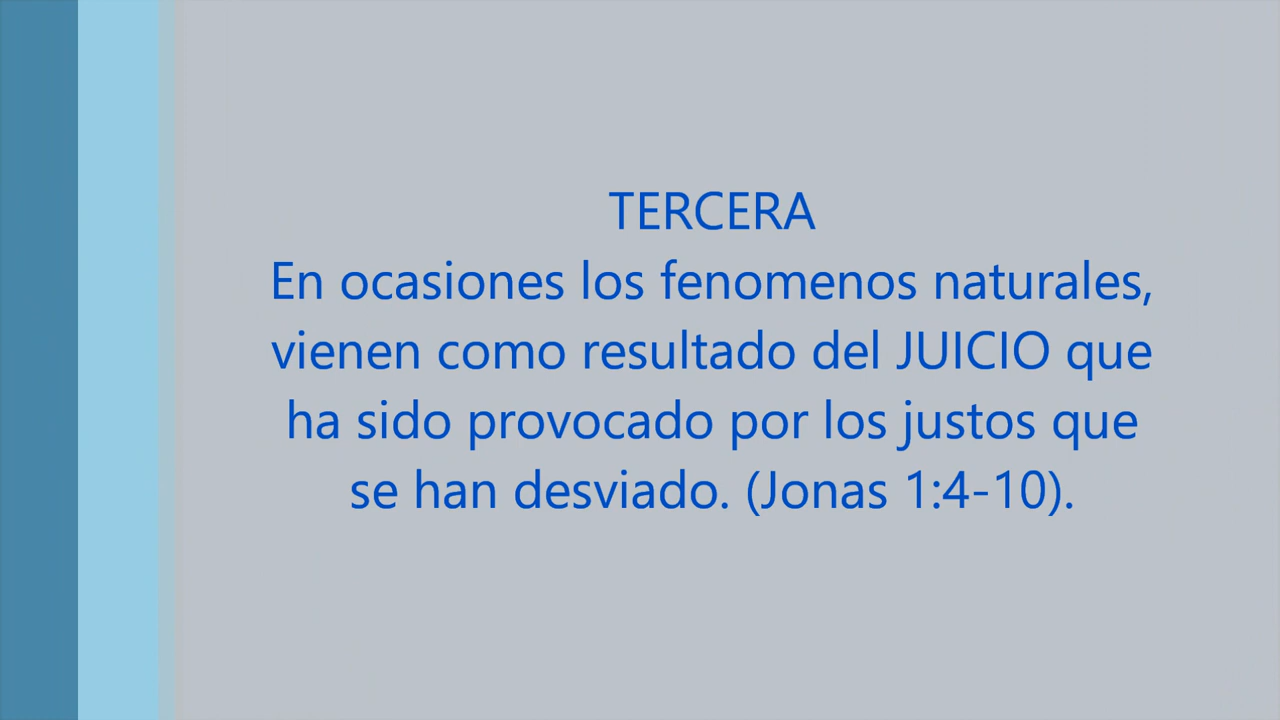 TERCERA
En ocasiones los fenomenos naturales,
vienen como resultado del JUICIO que
ha sido provocado por los justos que
se han desviado. (Jonas 1:4-10).